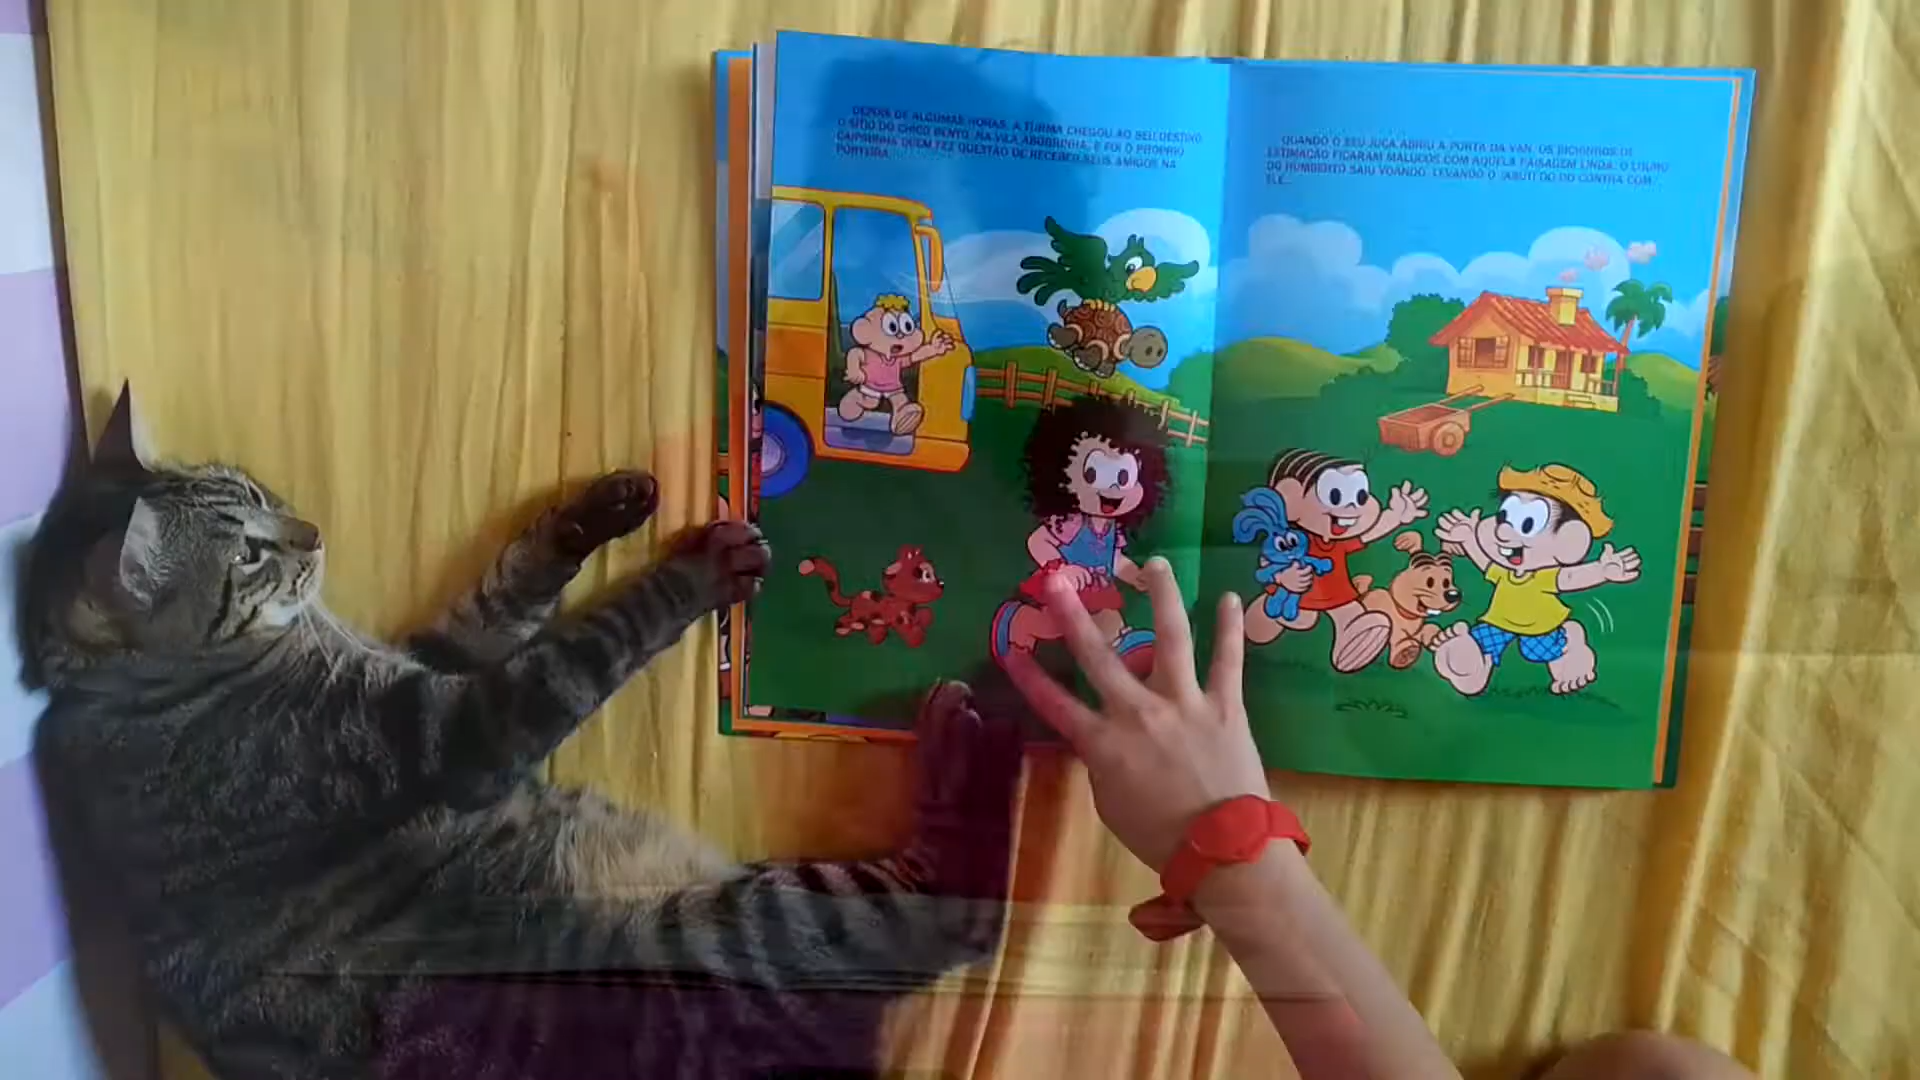 DEPOIS DE ALGUMAS HORAS, A TURMA CHEGOU AO SEU DESTINO:
O SÍTIO DO CHICO BENTO, NA VILA ABOBRINHA. E FOI O PRÓPRIO
CAIPIRINHA QUEM FEZ QUESTÃO DE RECEBER SEUS AMIGOS NA
PORTEIRA.
QUANDO O SEU JUCA ABRIU A PORTA DA VAN, OS BICHINHOS DE
ESTIMAÇÃO FICARAM MALUCOS COM AQUELA PAISAGEM LINDA. O LOURO
DO HUMBERTO SAIU VOANDO, LEVANDO O JABUTI DO DO CONTRA COM
ELE...